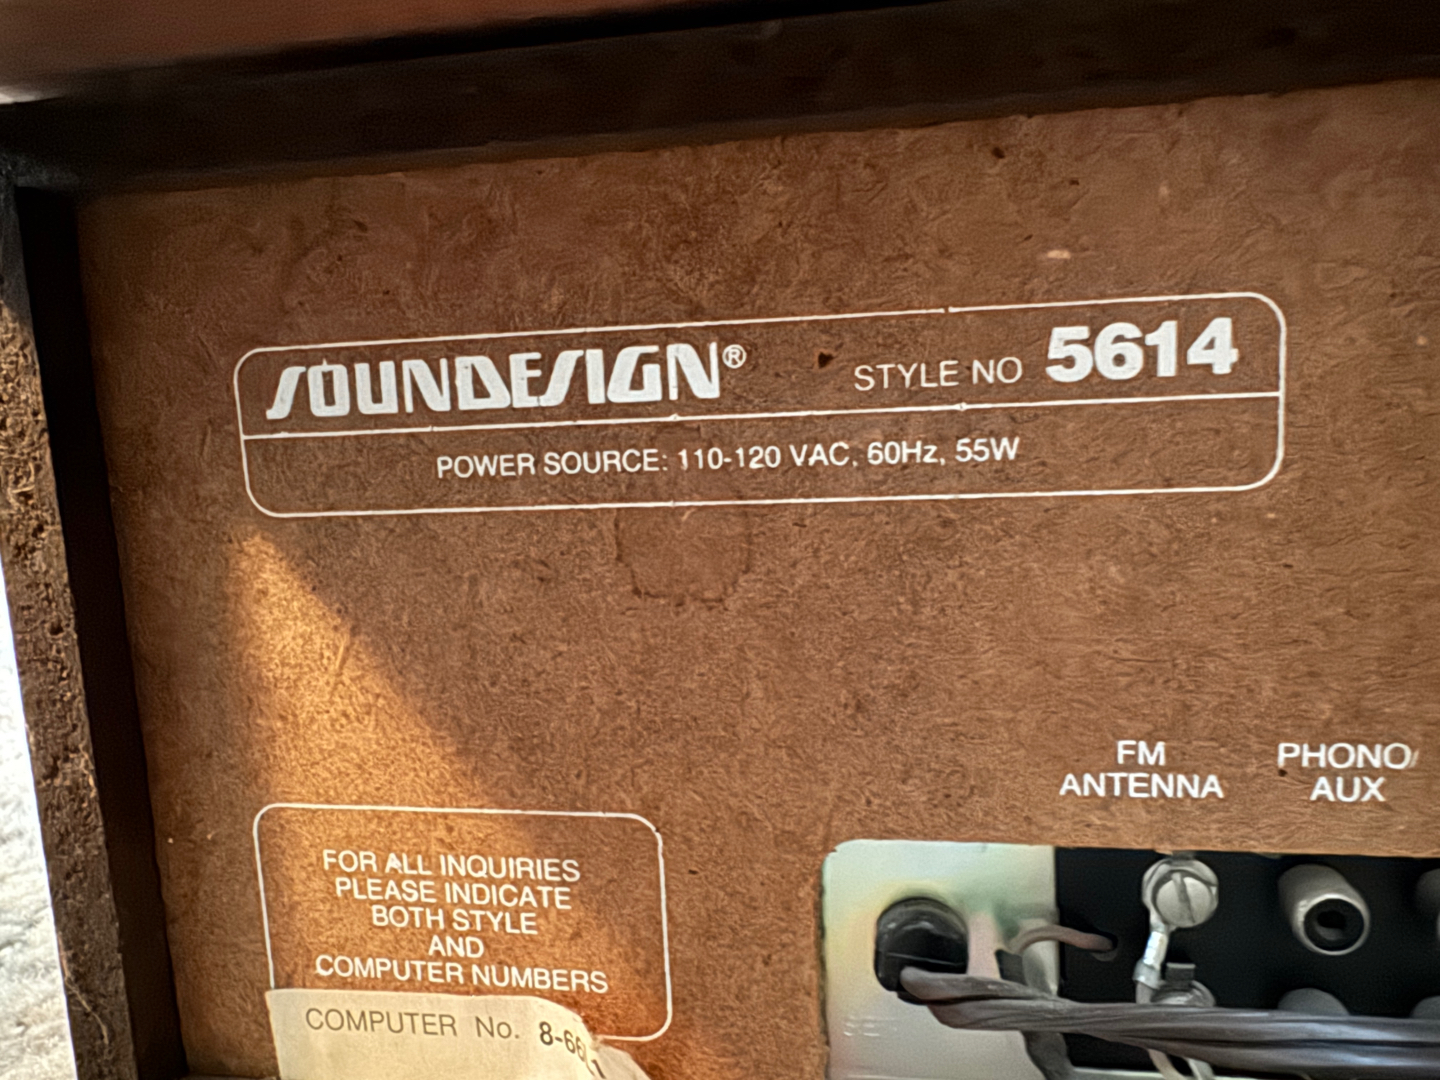 SOUNDESIGN® STYLE NO 5614
POWER SOURCE: 110-120 VAC, 60Hz, 55W
FM
ANTENNA
PHONO/
AUX
FOR ALL INQUIRIES
PLEASE INDICATE
BOTH STYLE
AND
COMPUTER NUMBERS
COMPUTER No.